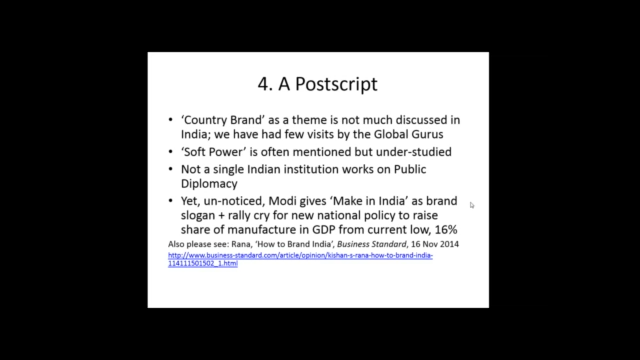 4. A Postscript
• ‘Country Brand’ as a theme is not much discussed in
India; we have had few visits by the Global Gurus
• ‘Soft Power’ is often mentioned but under-studied
• Not a single Indian institution works on Public
Diplomacy
• Yet, un-noticed, Modi gives ‘Make in India’ as brand
slogan + rally cry for new national policy to raise
share of manufacture in GDP from current low, 16%
Also please see: Rana, ‘How to Brand India’, Business Standard, 16 Nov 2014
http://www.business-standard.com/article/opinion/kishan-s-rana-how-to-brand-india-
114111501502_1.html